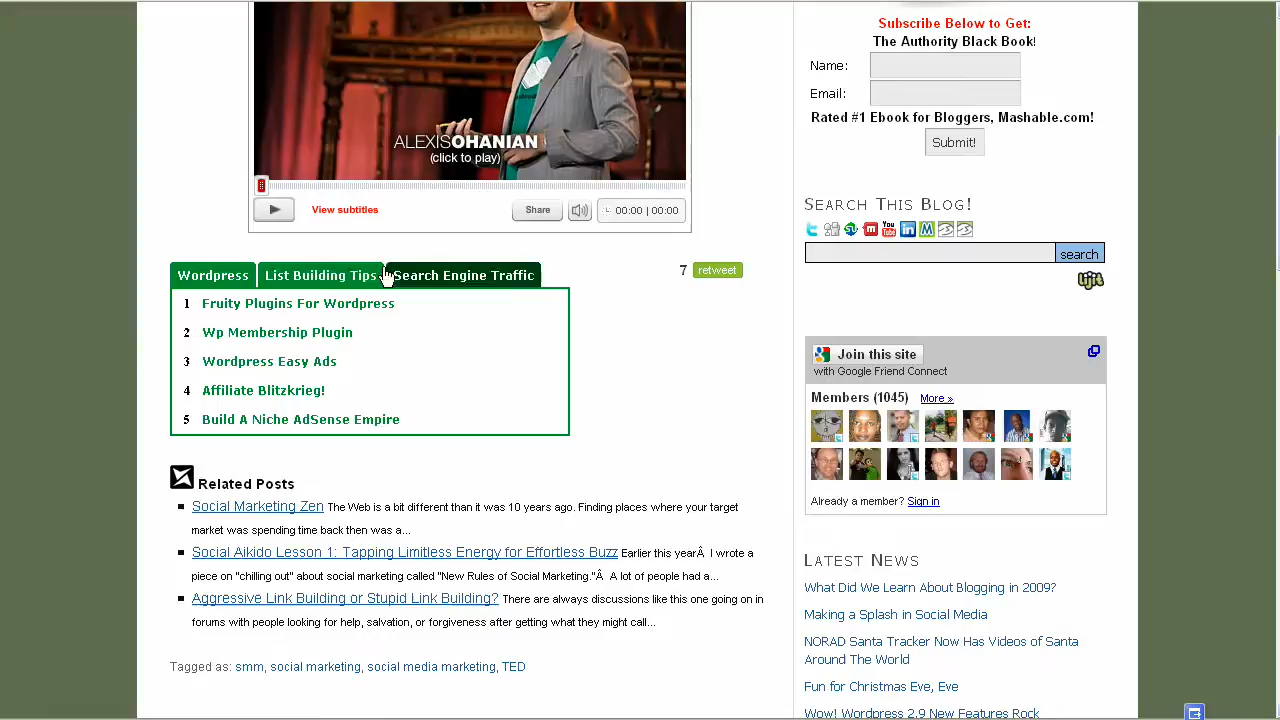 ALEXISOHANIAN
(click to play)
View subtitles
Share
00:00 | 00:00
Wordpress
List Building Tips
Search Engine Traffic
7 retweet
1 Fruity Plugins For Wordpress
2 Wp Membership Plugin
3 Wordpress Easy Ads
4 Affiliate Blitzkrieg!
5 Build A Niche AdSense Empire
Related Posts
Social Marketing Zen The Web is a bit different than it was 10 years ago. Finding places where your target
market was spending time back then was a...
Social Aikido Lesson 1: Tapping Limitless Energy for Effortless Buzz Earlier this yearÂ I wrote a
piece on "chilling out" about social marketing called "New Rules of Social Marketing."Â A lot of people had a...
Aggressive Link Building or Stupid Link Building? There are always discussions like this one going on in
forums with people looking for help, salvation, or forgiveness after getting what they might call...
Tagged as: smm, social marketing, social media marketing, TED
Subscribe Below to Get:
The Authority Black Book!
Name:
Email:
Rated #1 Ebook for Bloggers, Mashable.com!
Submit!
Search This Blog!
You Tube
in
M
search
lijit
Join this site
with Google Friend Connect
Members (1045) More »
Already a member? Sign in
Latest News
What Did We Learn About Blogging in 2009?
Making a Splash in Social Media
NORAD Santa Tracker Now Has Videos of Santa
Around The World
Fun for Christmas Eve, Eve
Wow! Wordpress 2.9 New Features Rock